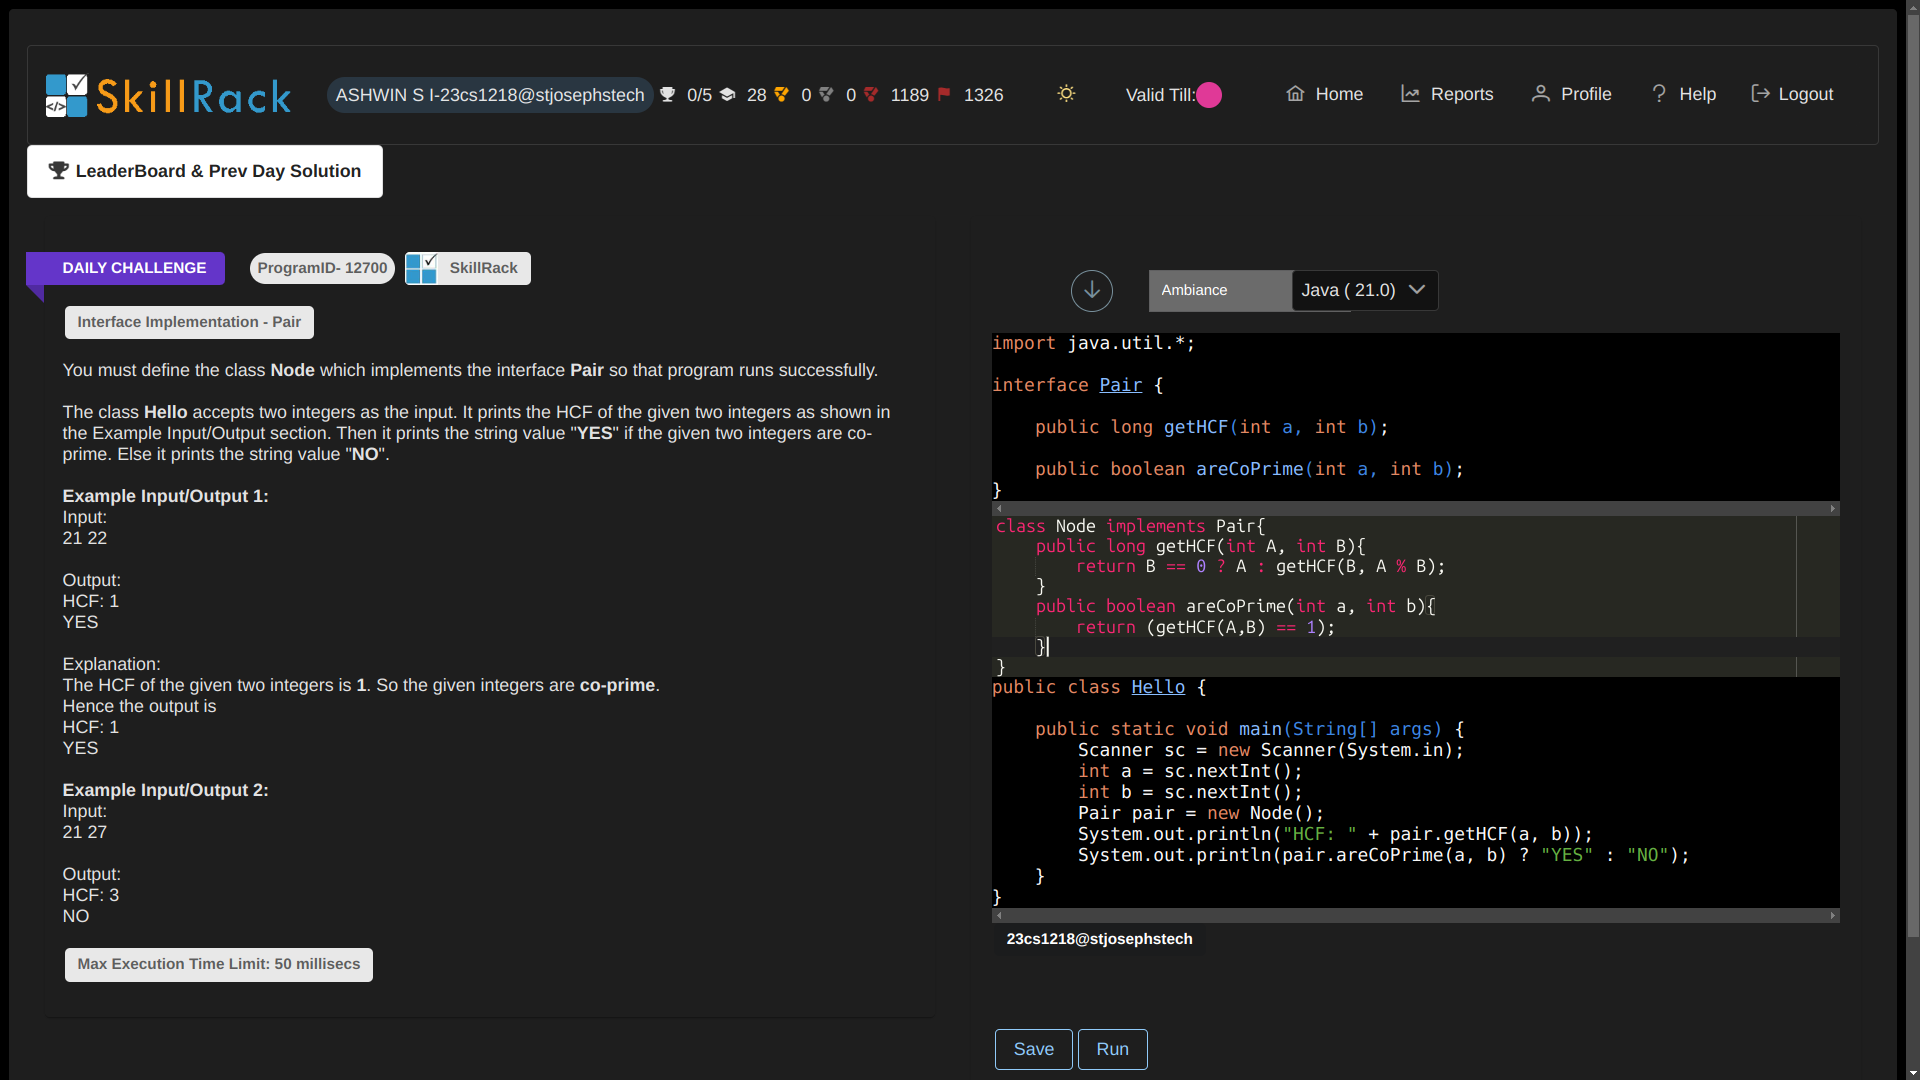 SkillRack
ASHWIN S I-23cs1218@stjosephstech 0/5 28 0 0 1189 1326 Valid Till: Home Reports Profile ? Help Logout
LeaderBoard & Prev Day Solution
DAILY CHALLENGE ProgramID- 12700 SkillRack
Interface Implementation - Pair
You must define the class Node which implements the interface Pair so that program runs successfully.
The class Hello accepts two integers as the input. It prints the HCF of the given two integers as shown in
the Example Input/Output section. Then it prints the string value "YES" if the given two integers are co-
prime. Else it prints the string value "NO".
Example Input/Output 1:
Input:
21 22
Output:
HCF: 1
YES
Explanation:
The HCF of the given two integers is 1. So the given integers are co-prime.
Hence the output is
HCF: 1
YES
Example Input/Output 2:
Input:
21 27
Output:
HCF: 3
NO
Max Execution Time Limit: 50 millisecs
Ambiance Java ( 21.0)
import java.util.*;
interface Pair {
    public long getHCF(int a, int b);
    public boolean areCoPrime(int a, int b);
}
class Node implements Pair{
    public long getHCF(int A, int B){
        return B == 0 ? A : getHCF(B, A % B);
    }
    public boolean areCoPrime(int a, int b){
        return (getHCF(A,B) == 1);
    }
}
public class Hello {
    public static void main(String[] args) {
        Scanner sc = new Scanner(System.in);
        int a = sc.nextInt();
        int b = sc.nextInt();
        Pair pair = new Node();
        System.out.println("HCF: " + pair.getHCF(a, b));
        System.out.println(pair.areCoPrime(a, b) ? "YES" : "NO");
    }
}
23cs1218@stjosephstech
Save Run